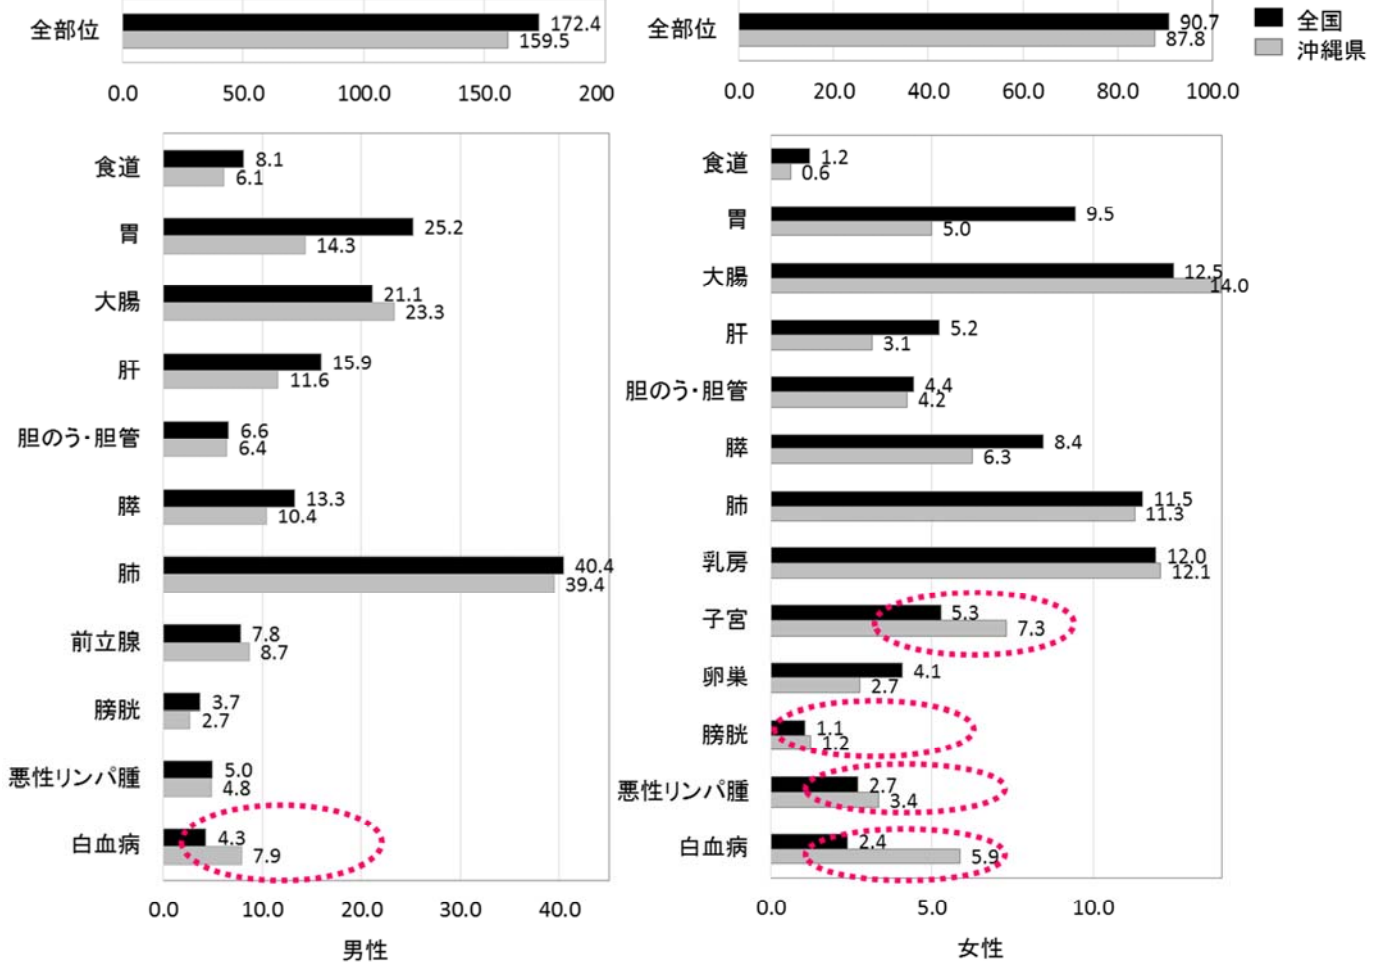 全部位
172.4
159.5
0.0 50.0 100.0 150.0 200
食道
8.1
6.1
胃
25.2
14.3
大腸
21.1
23.3
肝
15.9
11.6
胆のう・胆管
6.6
6.4
膵
13.3
10.4
肺
40.4
39.4
前立腺
7.8
8.7
膀胱
3.7
2.7
悪性リンパ腫
5.0
4.8
白血病
4.3
7.9
0.0 10.0 20.0 30.0 40.0
男性
全部位
90.7
87.8
0.0 20.0 40.0 60.0 80.0 100.0
全国
沖縄県
食道
1.2
0.6
胃
9.5
5.0
大腸
12.5
14.0
肝
5.2
3.1
胆のう・胆管
4.4
4.2
膵
8.4
6.3
肺
11.5
11.3
乳房
12.0
12.1
子宮
5.3
7.3
卵巣
4.1
2.7
膀胱
1.1
1.2
悪性リンパ腫
2.7
3.4
白血病
2.4
5.9
0.0 5.0 10.0
女性